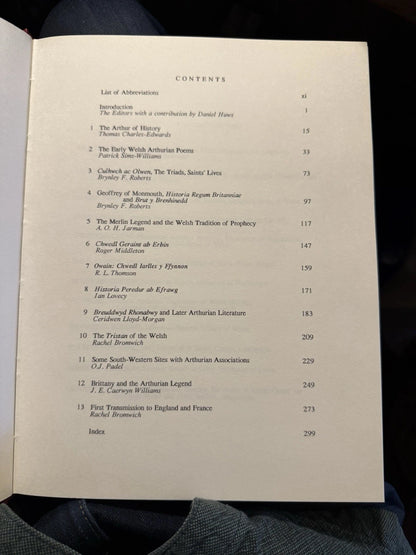 CONTENTS
List of Abbreviations xi
Introduction 1
The Editors with a contribution by Daniel Huws
1 The Arthur of History 15
Thomas Charles-Edwards
2 The Early Welsh Arthurian Poems 33
Patrick Sims-Williams
3 Culhwch ac Olwen, The Triads, Saints' Lives 73
Brynley F. Roberts
4 Geoffrey of Monmouth, Historia Regum Britanniae
and Brut y Brenhinedd 97
Brynley F. Roberts
5 The Merlin Legend and the Welsh Tradition of Prophecy 117
A. O. H. Jarman
6 Chwedl Geraint ab Erbin 147
Roger Middleton
7 Owain: Chwedl Iarlles y Ffynnon 159
R. L. Thomson
8 Historia Peredur ab Efrawg 171
Ian Lovecy
9 Breuddwyd Rhonabwy and Later Arthurian Literature 183
Ceridwen Lloyd-Morgan
10 The Tristan of the Welsh 209
Rachel Bromwich
11 Some South-Western Sites with Arthurian Associations 229
O.J. Padel
12 Brittany and the Arthurian Legend 249
J. E. Caerwyn Williams
13 First Transmission to England and France 273
Rachel Bromwich
Index 299